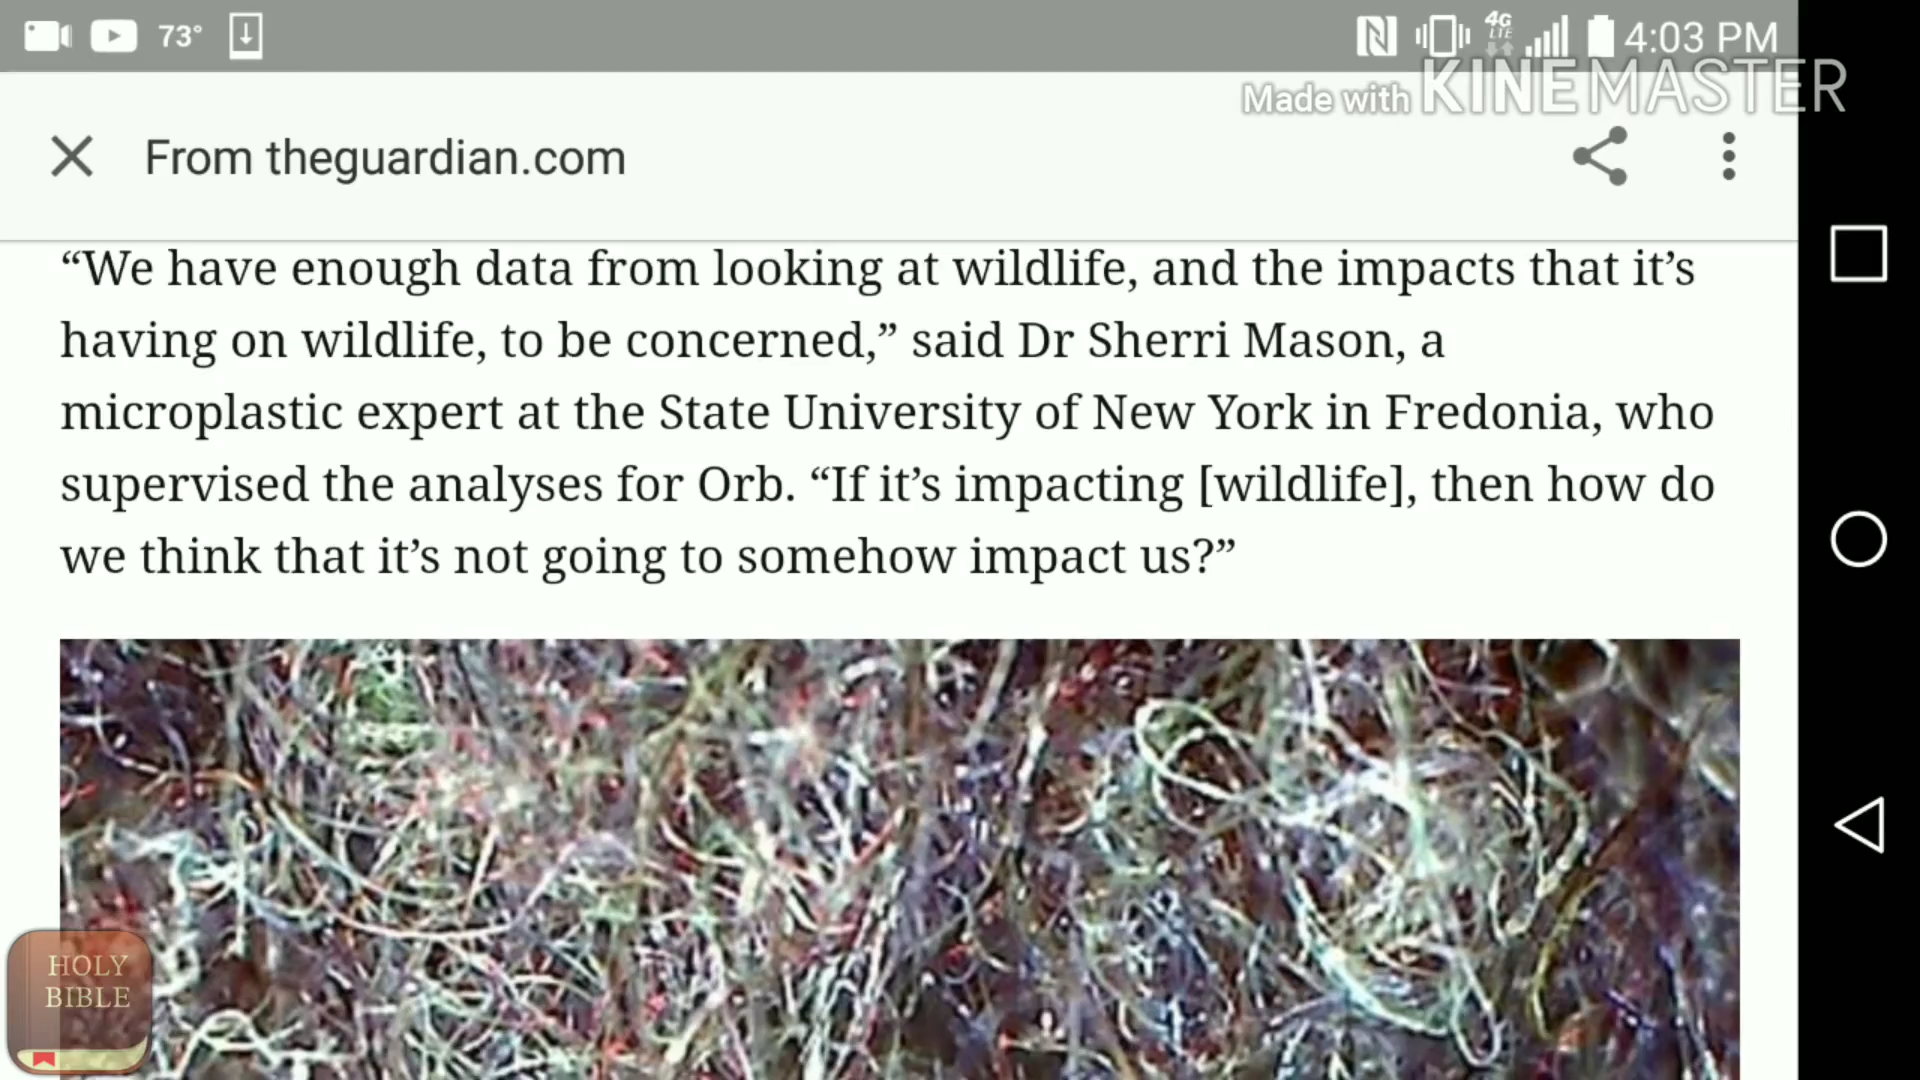 73°
4G
LTE
4:03 PM
Made with KINEMASTER
From theguardian.com
“We have enough data from looking at wildlife, and the impacts that it’s
having on wildlife, to be concerned,” said Dr Sherri Mason, a
microplastic expert at the State University of New York in Fredonia, who
supervised the analyses for Orb. “If it’s impacting [wildlife], then how do
we think that it’s not going to somehow impact us?”
HOLY
BIBLE